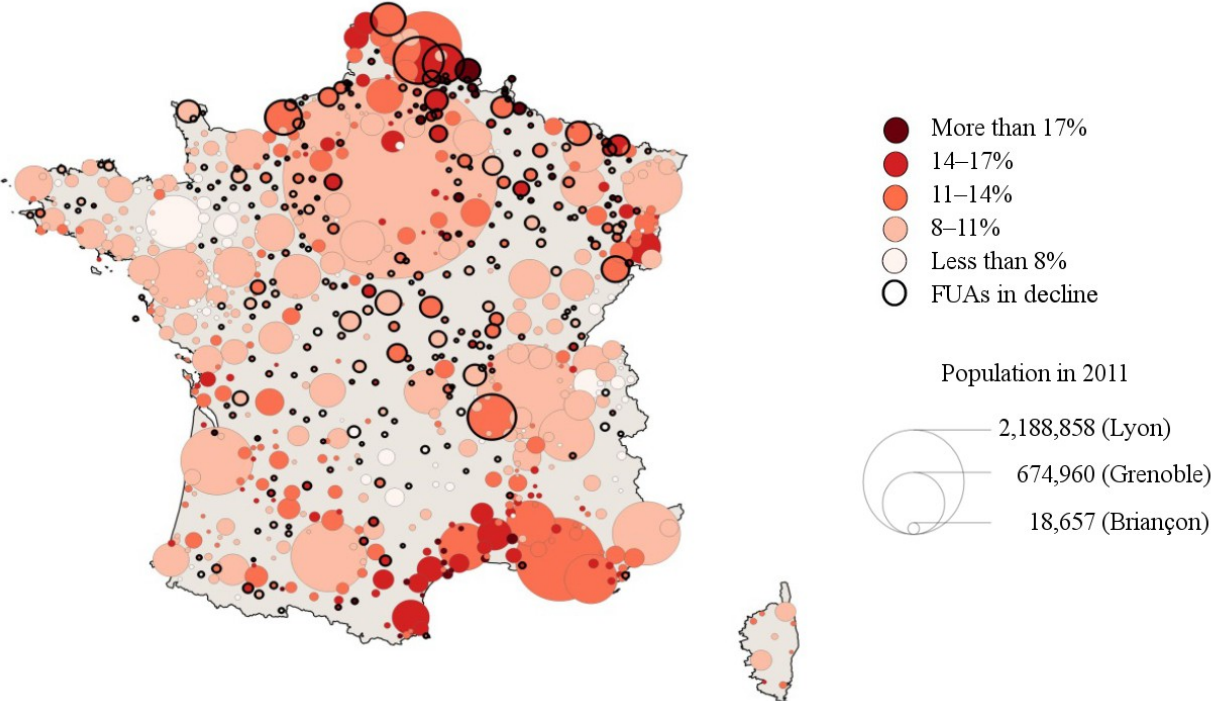 More than 17%
14–17%
11–14%
8–11%
Less than 8%
FUAs in decline
Population in 2011
2,188,858 (Lyon)
674,960 (Grenoble)
18,657 (Briançon)